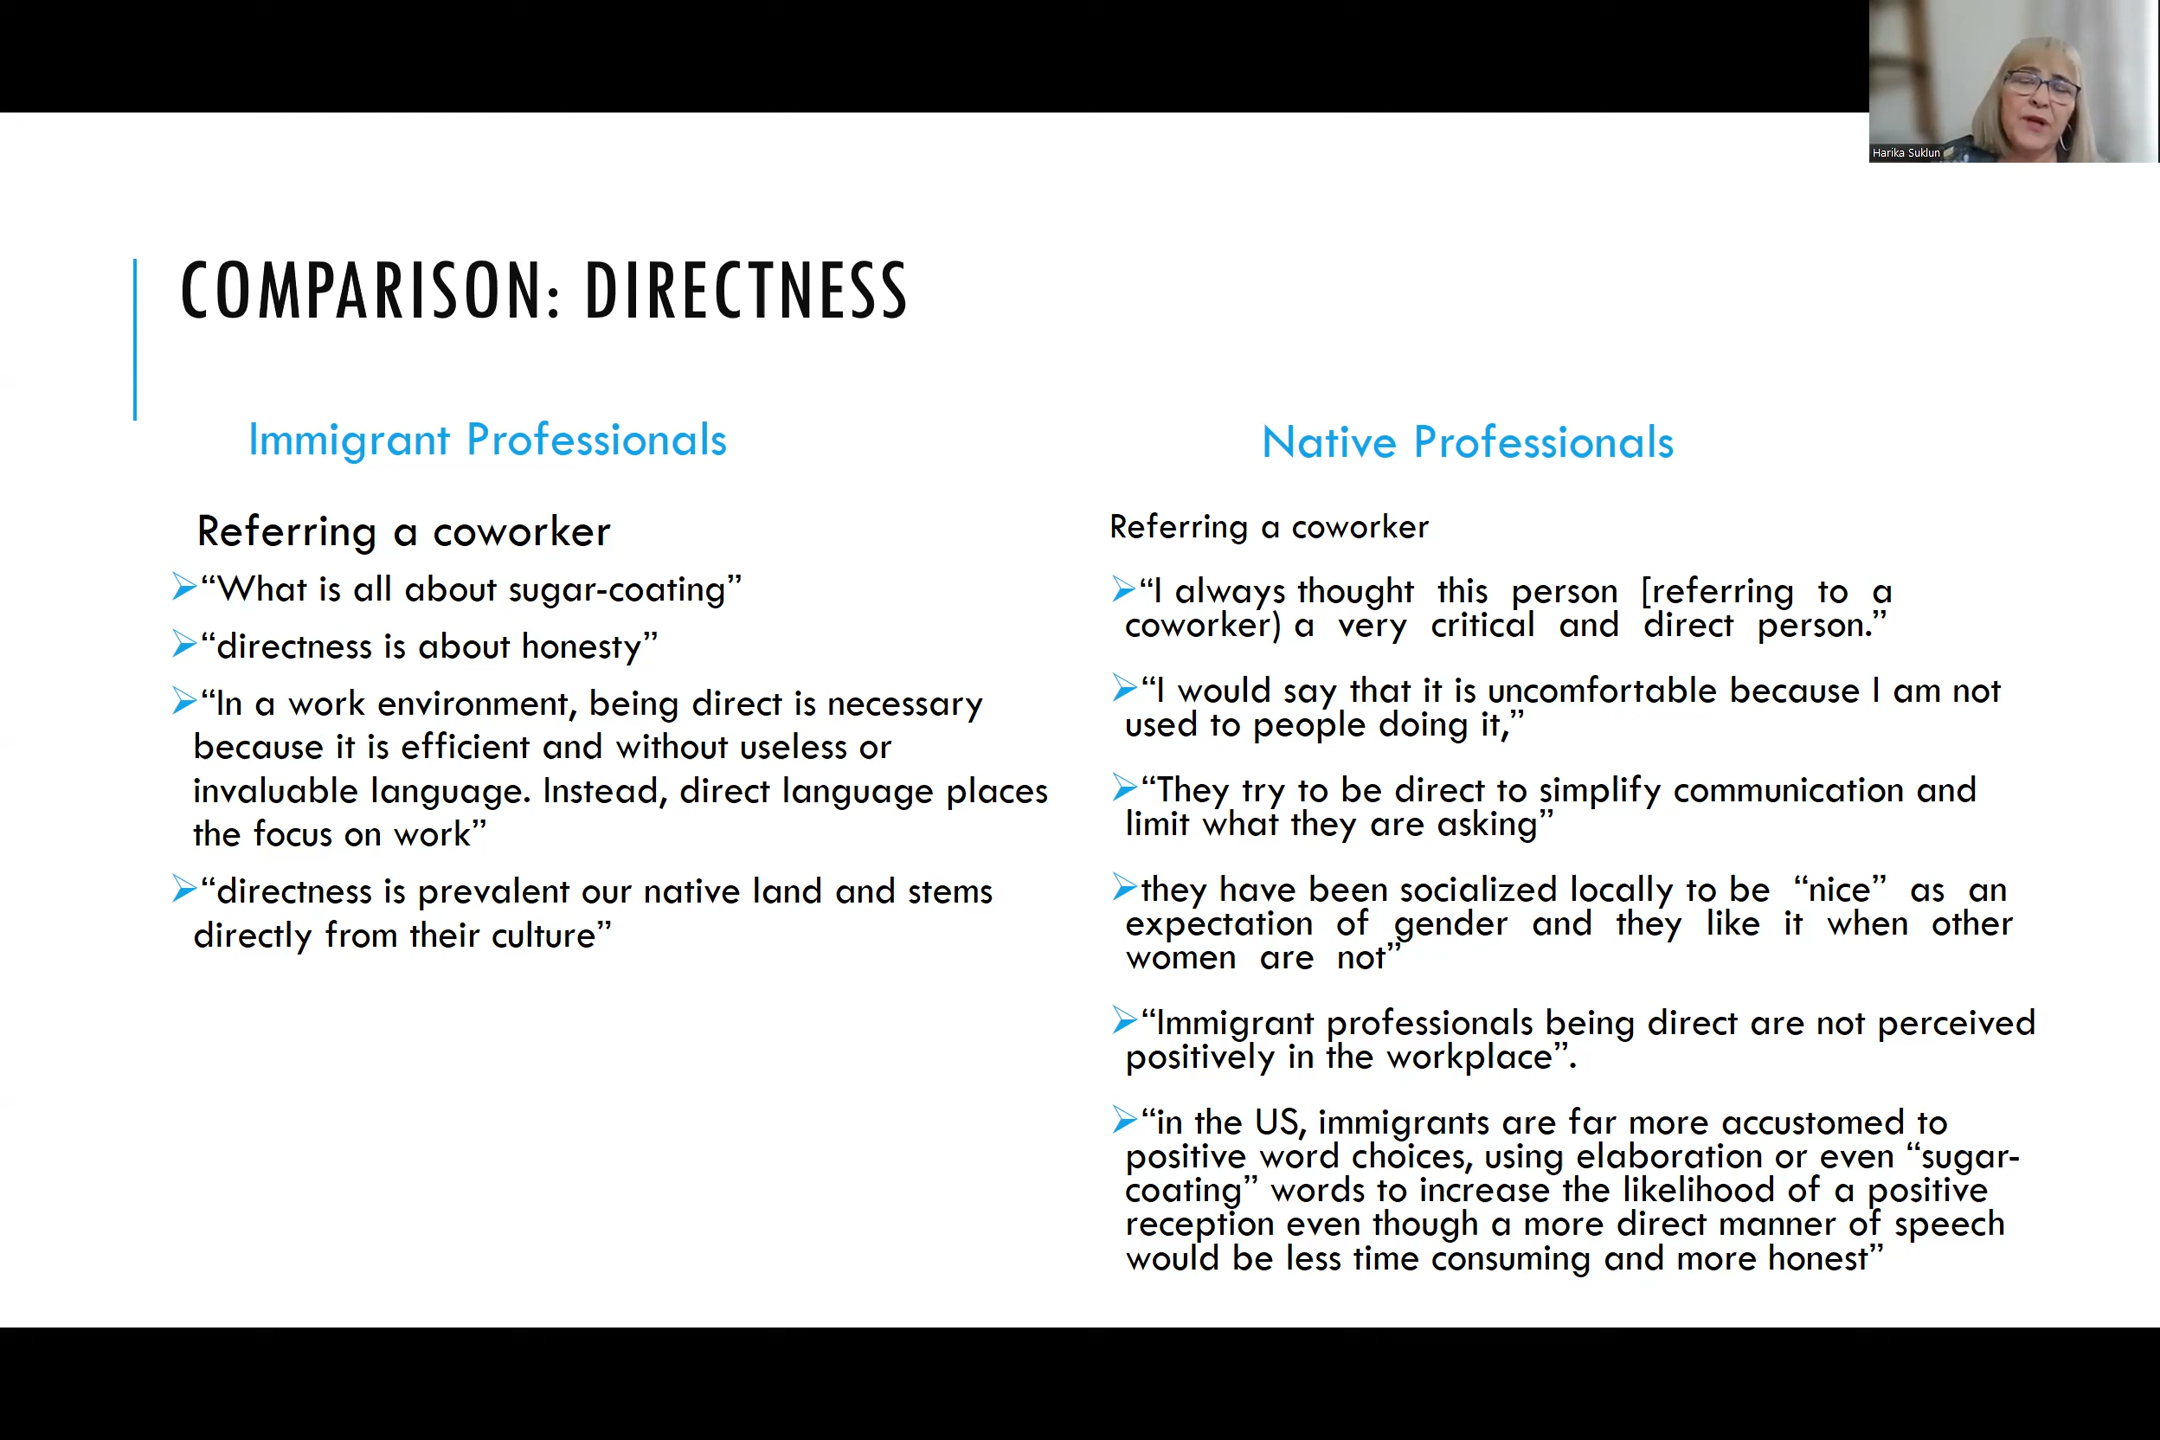 Harika Suklun
COMPARISON: DIRECTNESS
Immigrant Professionals
Referring a coworker
“What is all about sugar-coating”
“directness is about honesty”
“In a work environment, being direct is necessary
because it is efficient and without useless or
invaluable language. Instead, direct language places
the focus on work”
“directness is prevalent our native land and stems
directly from their culture”
Native Professionals
Referring a coworker
“I always thought this person [referring to a
coworker) a very critical and direct person.”
“I would say that it is uncomfortable because I am not
used to people doing it,”
“They try to be direct to simplify communication and
limit what they are asking”
they have been socialized locally to be “nice” as an
expectation of gender and they like it when other
women are not”
“Immigrant professionals being direct are not perceived
positively in the workplace”.
“in the US, immigrants are far more accustomed to
positive word choices, using elaboration or even “sugar-
coating” words to increase the likelihood of a positive
reception even though a more direct manner of speech
would be less time consuming and more honest”